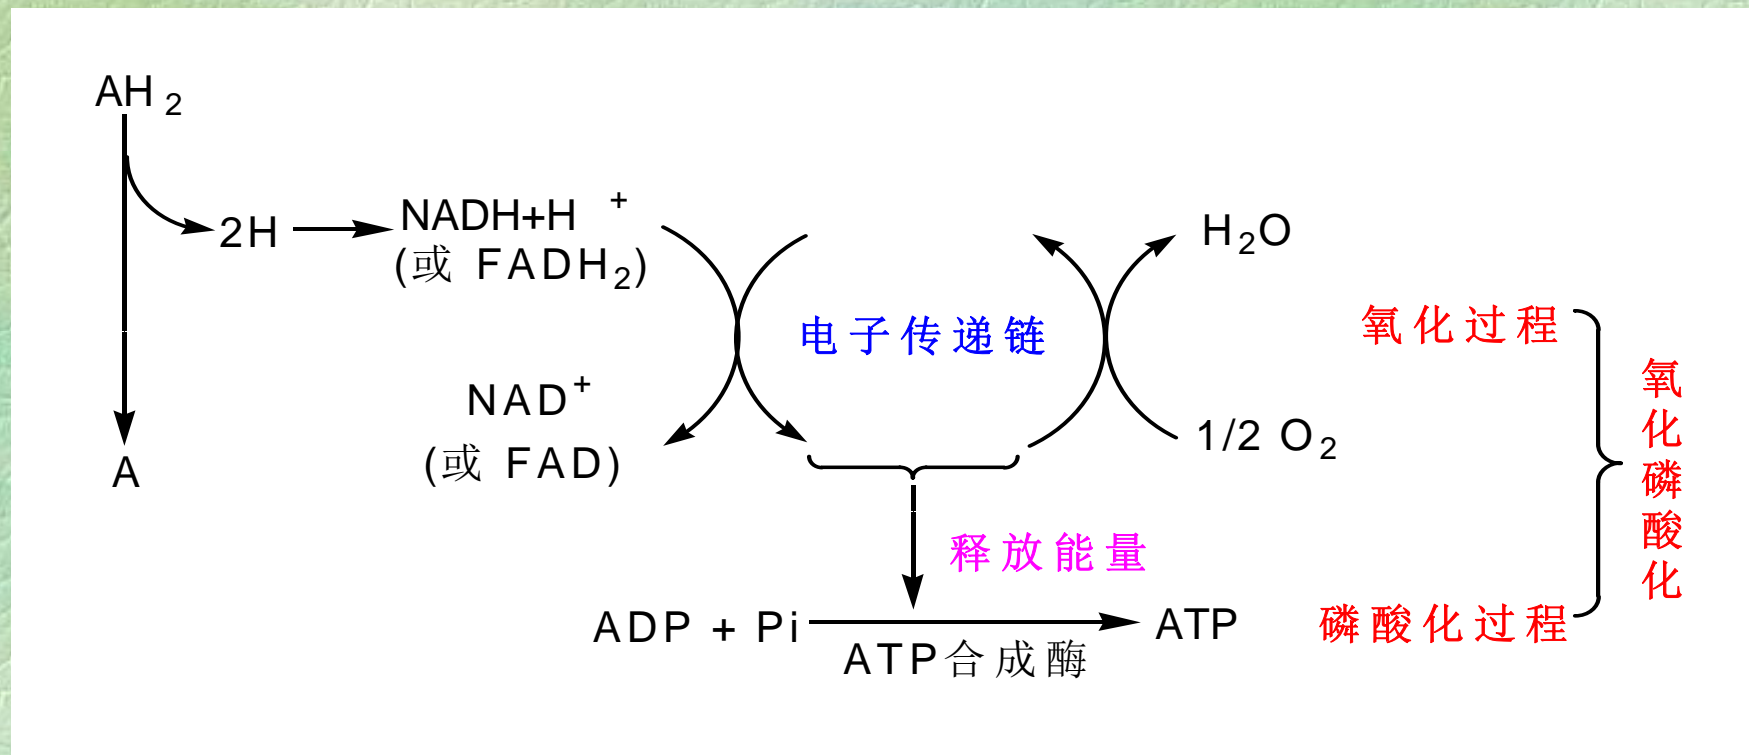 AH2
2H
NADH+H+
(或 FADH2)
H2O
电子传递链
氧化过程
NAD+
(或 FAD)
1/2 O2
A
氧化磷酸化
释放能量
ADP + Pi
ATP合成酶
ATP
磷酸化过程